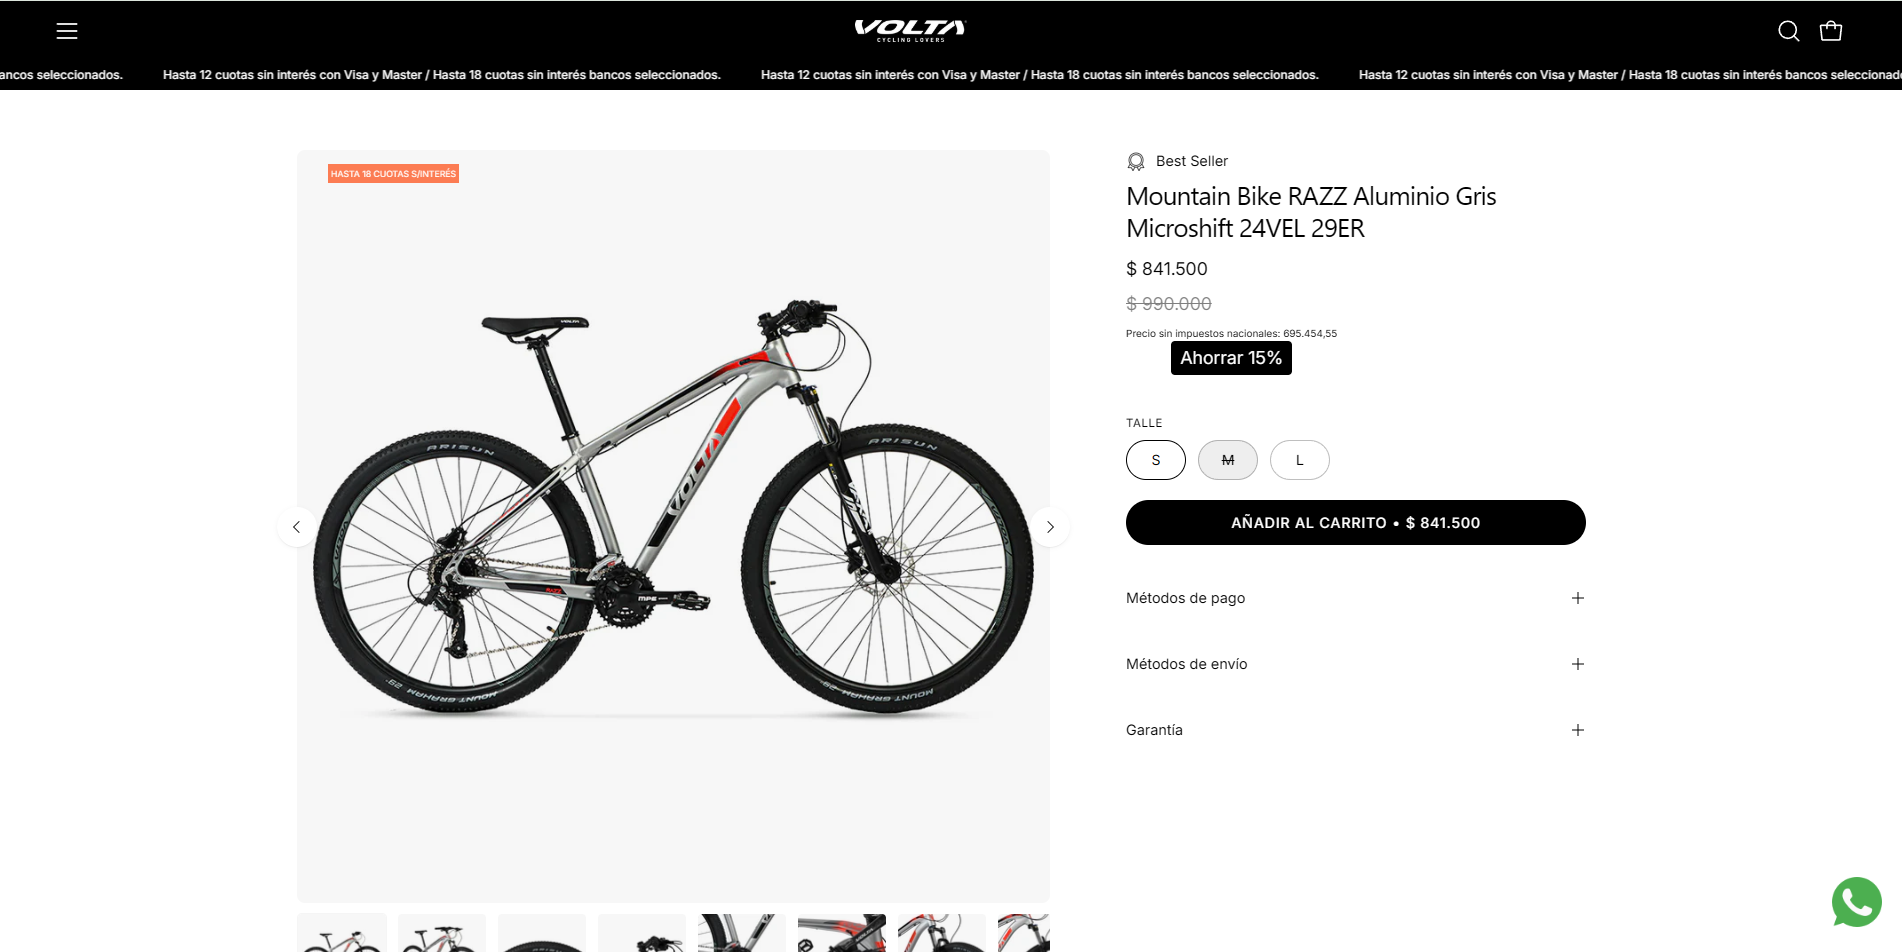 VOLTA
CYCLING LOVERS
ancos seleccionados. Hasta 12 cuotas sin interés con Visa y Master / Hasta 18 cuotas sin interés bancos seleccionados. Hasta 12 cuotas sin interés con Visa y Master / Hasta 18 cuotas sin interés bancos seleccionados. Hasta 12 cuotas sin interés con Visa y Master / Hasta 18 cuotas sin interés bancos seleccionado
HASTA 18 CUOTAS S/INTERÉS
VOLTA
ARISUN
ARISUN
VOLTA
RAZZ
MPE
MOUNT GRAHAM 29"
MOUNT GRAHAM 29"
Best Seller
Mountain Bike RAZZ Aluminio Gris
Microshift 24VEL 29ER
$ 841.500
$ 990.000
Precio sin impuestos nacionales: 695.454,55
Ahorrar 15%
TALLE
S M L
AÑADIR AL CARRITO • $ 841.500
Métodos de pago
Métodos de envío
Garantía